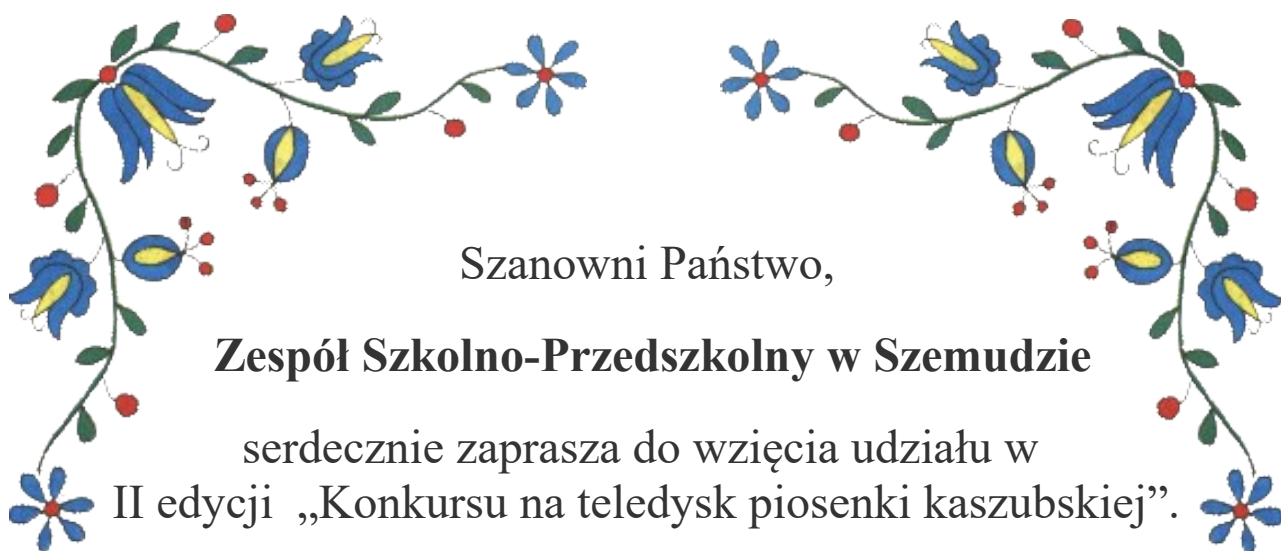 Szanowni Państwo,
Zespół Szkolno-Przedszkolny w Szemudzie
serdecznie zaprasza do wzięcia udziału w
II edycji „Konkursu na teledysk piosenki kaszubskiej”.